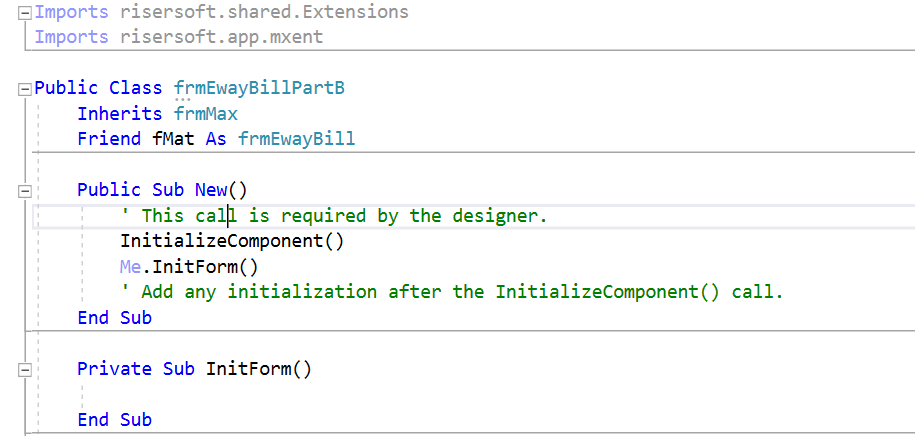 Imports risersoft.shared.Extensions
Imports risersoft.app.mxent
Public Class frmEwayBillPartB
Inherits frmMax
Friend fMat As frmEwayBill
Public Sub New()
' This call is required by the designer.
InitializeComponent()
Me.InitForm()
' Add any initialization after the InitializeComponent() call.
End Sub
Private Sub InitForm()
End Sub